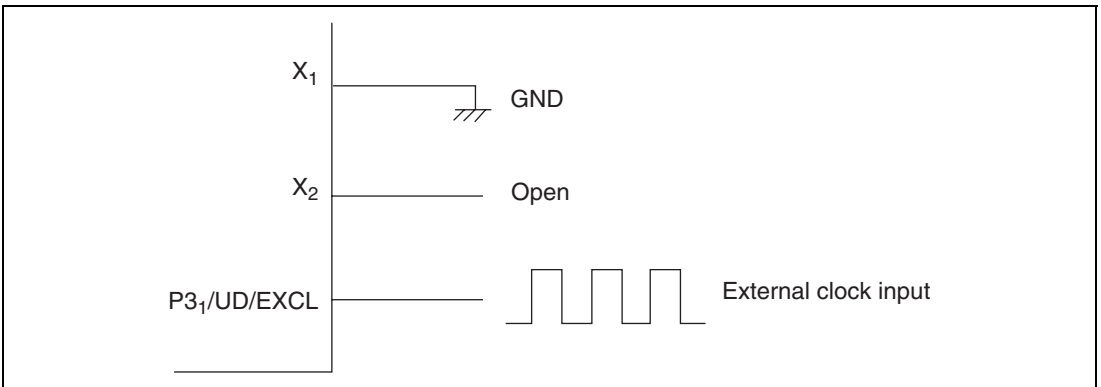 X₁
GND
X₂
Open
P3₁/UD/EXCL
External clock input